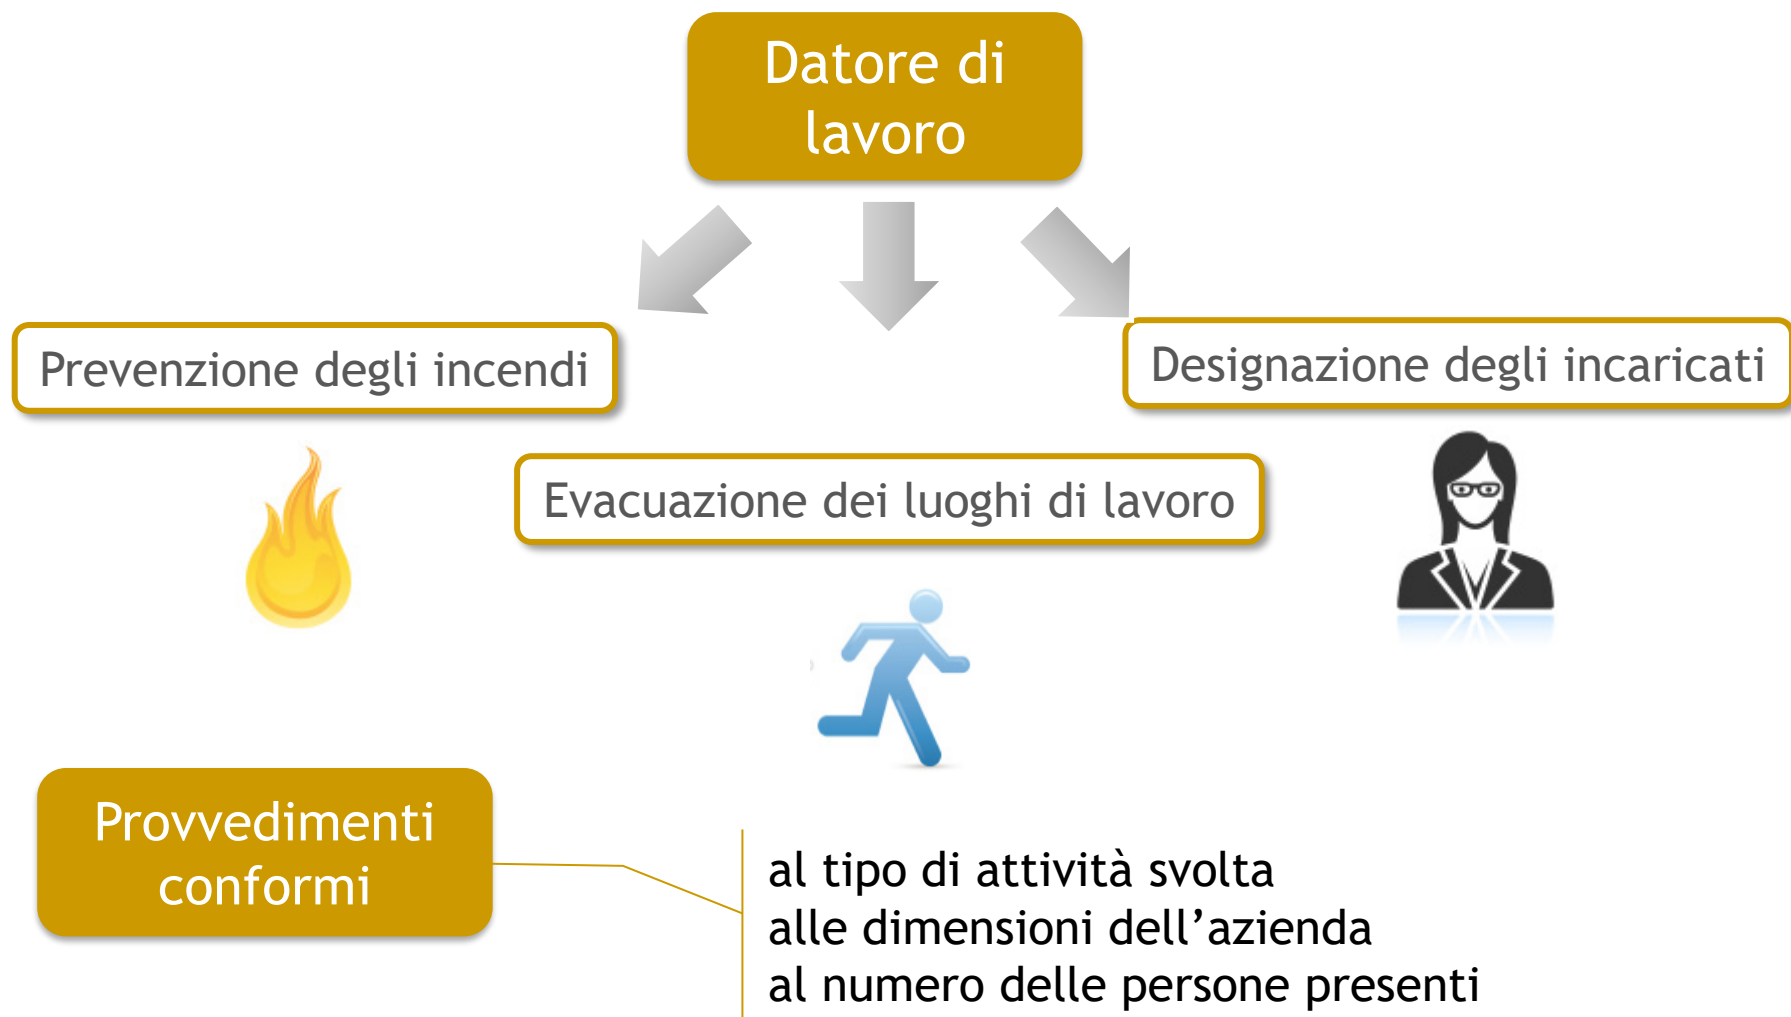 Datore di
lavoro
Prevenzione degli incendi
Designazione degli incaricati
Evacuazione dei luoghi di lavoro
Provvedimenti
conformi
al tipo di attività svolta
alle dimensioni dell’azienda
al numero delle persone presenti